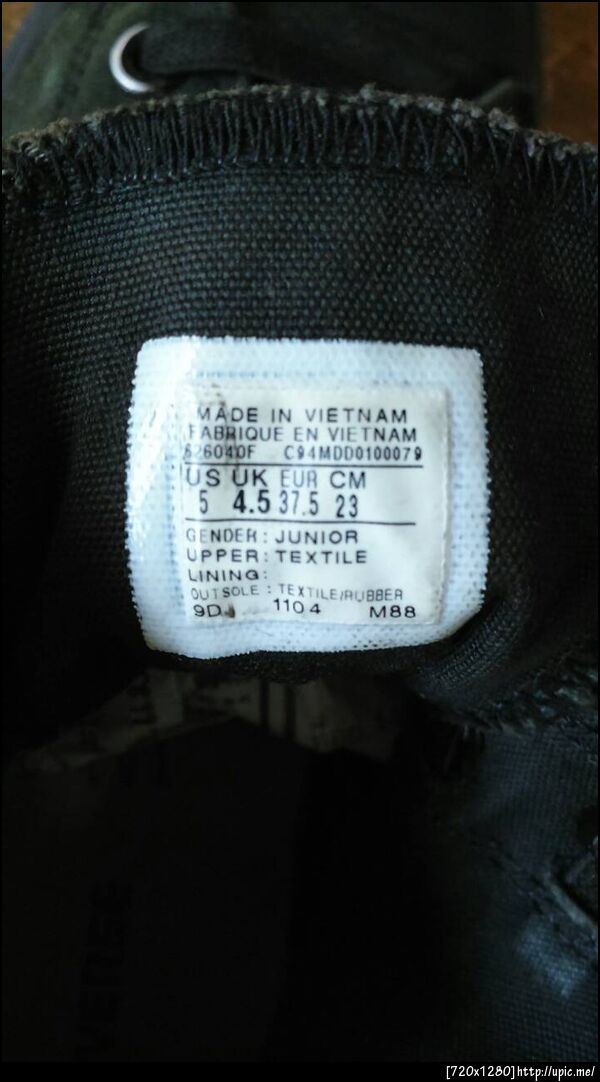 MADE IN VIETNAM
FABRIQUE EN VIETNAM
626040F C94MDD0100079
US UK EUR CM
5 4.5 37.5 23
GENDER: JUNIOR
UPPER: TEXTILE
LINING:
OUTSOLE : TEXTILE/RUBBER
9D 1104 M88
VERSE
[720x1280]http://upic.me/